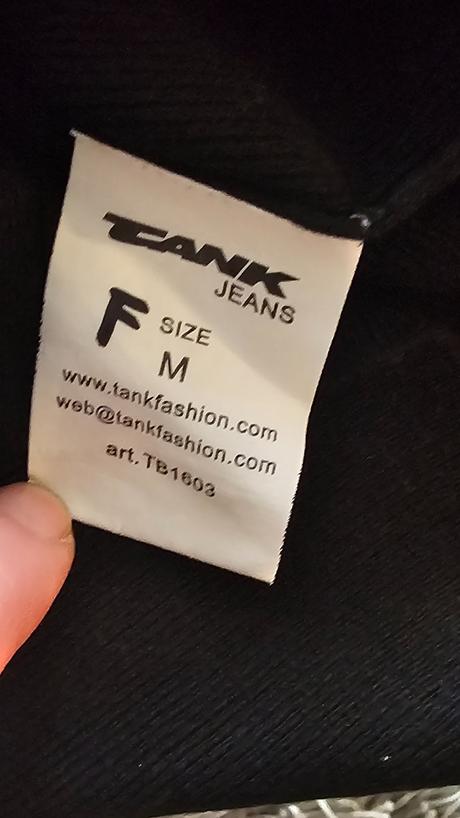 TANK
JEANS
F SIZE
M
www.tankfashion.com
web@tankfashion.com
art. TB1603